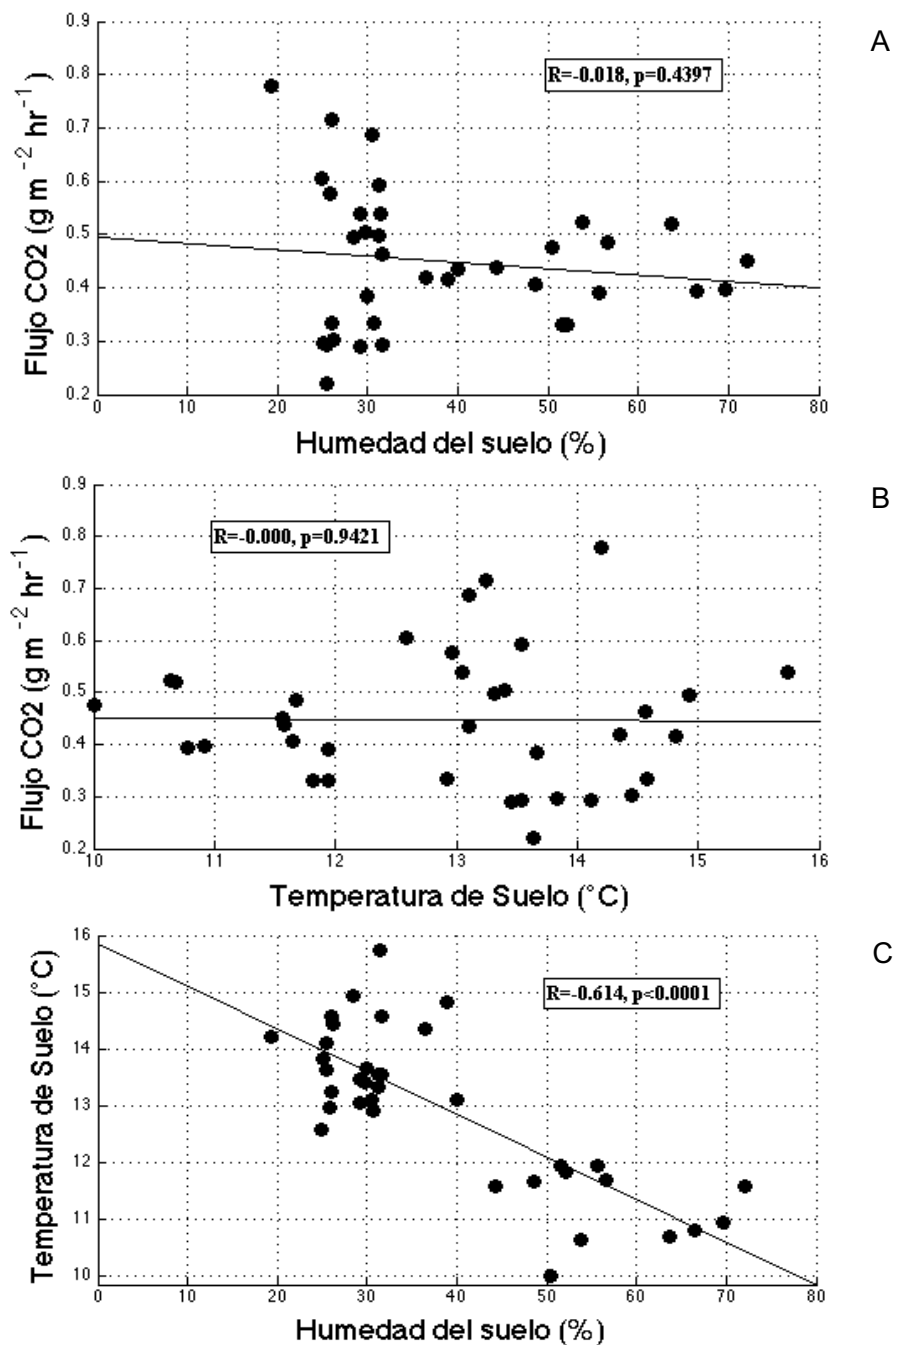 A
0.9
0.8
0.7
0.6
0.5
0.4
0.3
0.2
Flujo CO2 (g m⁻² hr⁻¹)
R=-0.018, p=0.4397
0 10 20 30 40 50 60 70 80
Humedad del suelo (%)
B
0.9
0.8
0.7
0.6
0.5
0.4
0.3
0.2
Flujo CO2 (g m⁻² hr⁻¹)
R=-0.000, p=0.9421
10 11 12 13 14 15 16
Temperatura de Suelo (°C)
C
16
15
14
13
12
11
10
Temperatura de Suelo (°C)
R=-0.614, p<0.0001
0 10 20 30 40 50 60 70 80
Humedad del suelo (%)